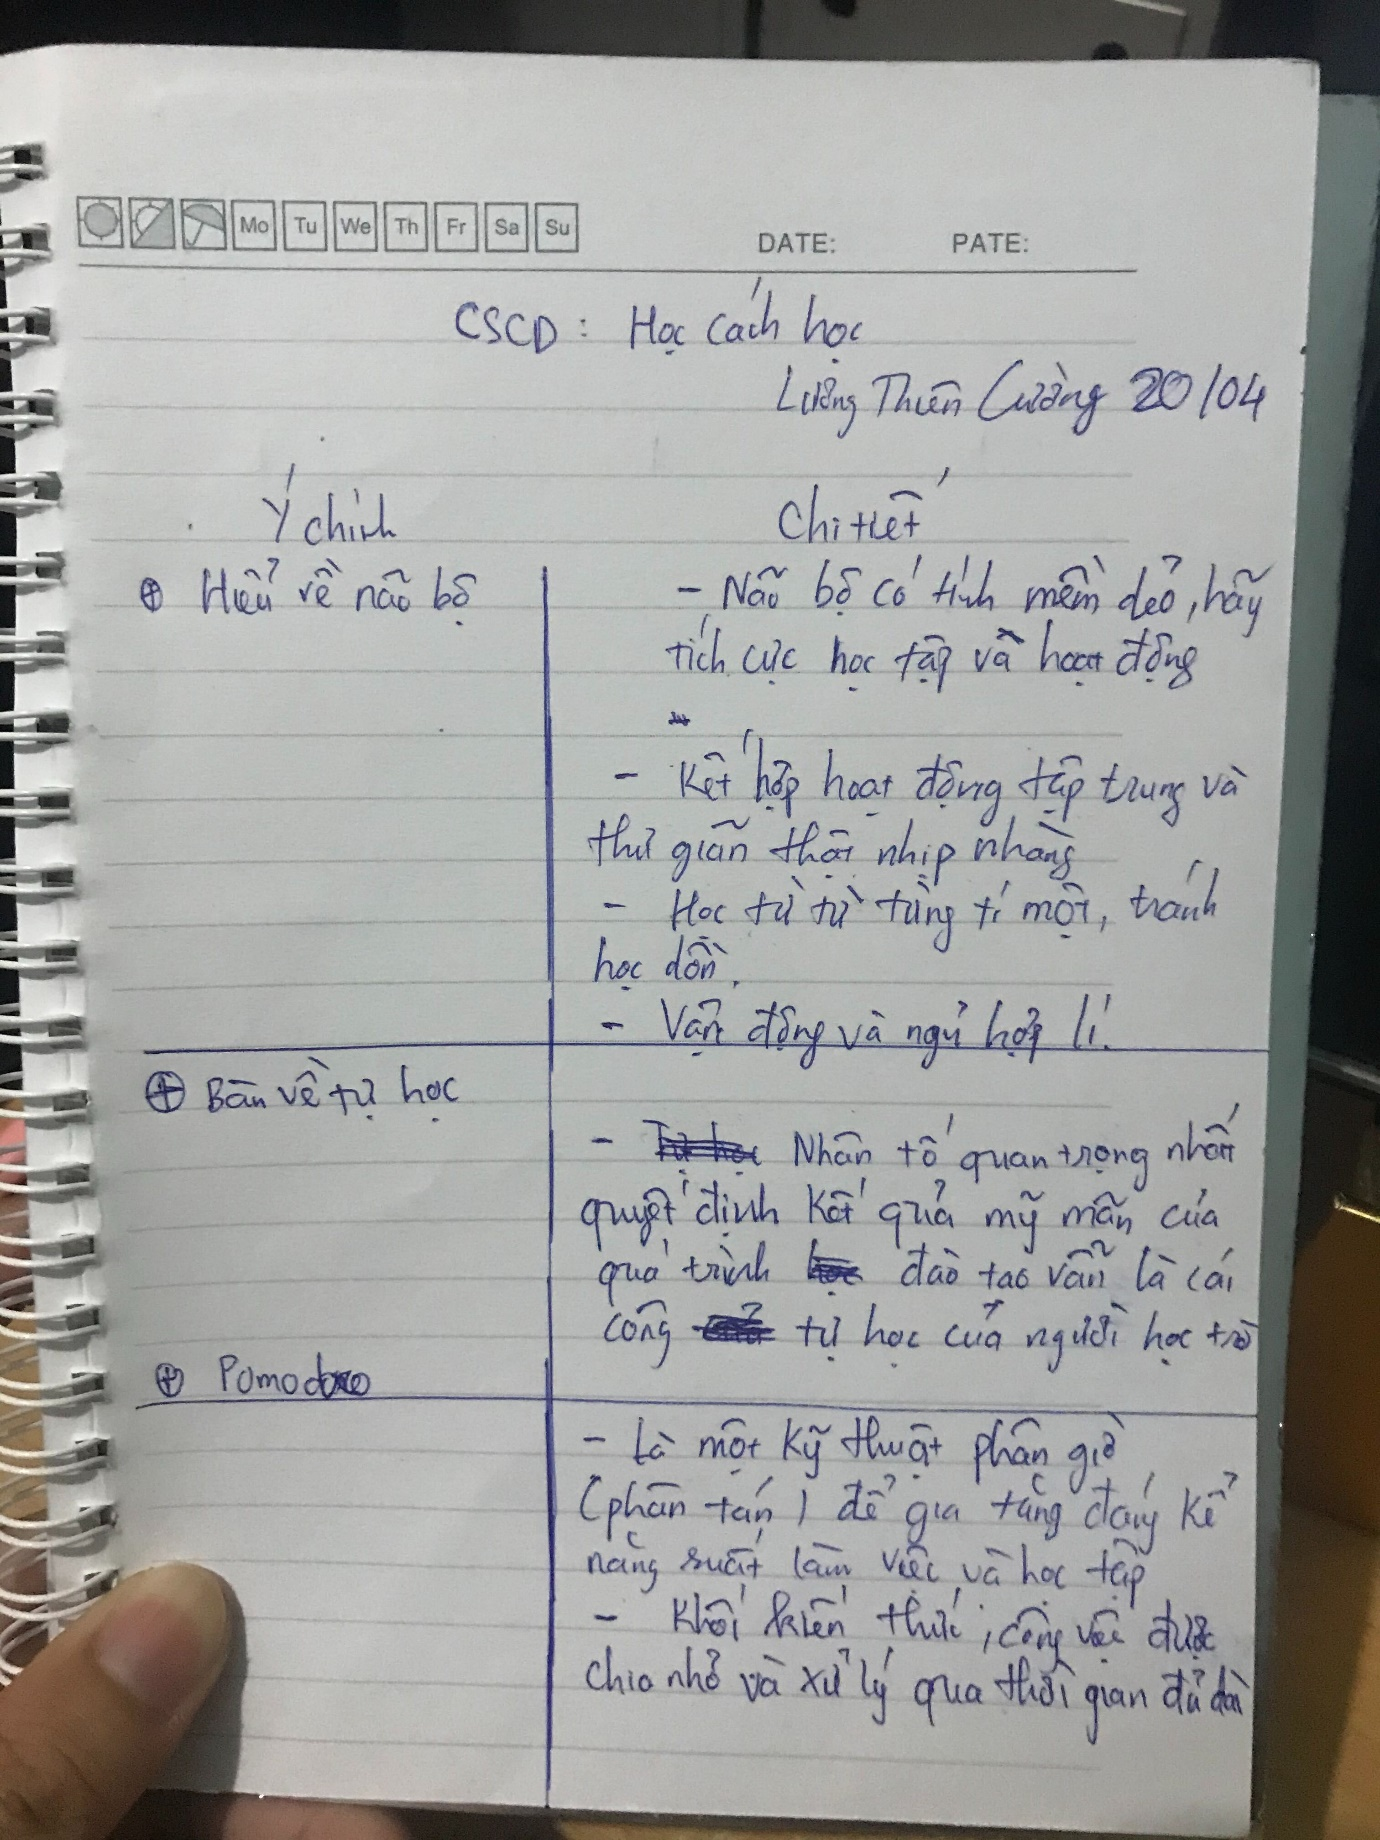 Mo Tu We Th Fr Sa Su
DATE: PATE:
CSCD : Học cách học
Lương Thiên Cường 20/04
Ý chính Chi tiết
⊕ Hiểu về não bộ - Não bộ có tính mềm dẻo, hãy
tích cực học tập và hoạt động
- Kết hợp hoạt động tập trung và
thư giãn thật nhịp nhàng
- Học từ từ từng tí một, tránh
học dồn.
- Vận động và ngủ hợp lí.
⊕ Bàn về tự học
- Nhân tố quan trọng nhất
quyết định kết quả mỹ mãn của
quá trình đào tạo vẫn là cái
công tự học của người học trò
⊕ Pomodoro
- Là một kỹ thuật phân giờ
(phân tán) để gia tăng đáng kể
năng suất làm việc và học tập
- Khối kiến thức, công việc được
chia nhỏ và xử lý qua thời gian đủ dài